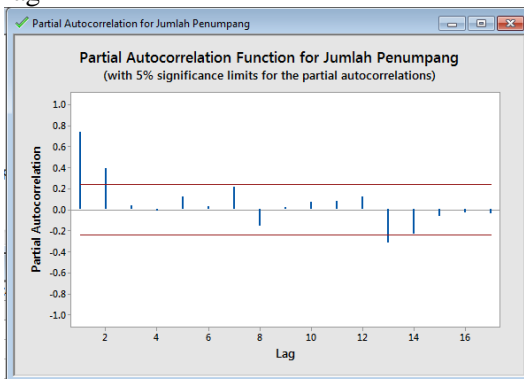 Partial Autocorrelation for Jumlah Penumpang
Partial Autocorrelation Function for Jumlah Penumpang
(with 5% significance limits for the partial autocorrelations)
Partial Autocorrelation
1.0
0.8
0.6
0.4
0.2
0.0
-0.2
-0.4
-0.6
-0.8
-1.0
2 4 6 8 10 12 14 16
Lag